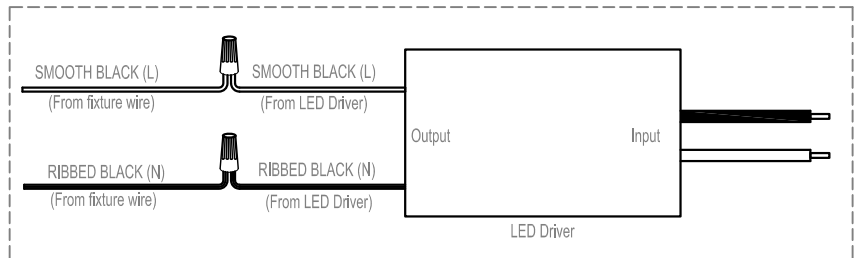 SMOOTH BLACK (L)
(From fixture wire)
SMOOTH BLACK (L)
(From LED Driver)
RIBBED BLACK (N)
(From fixture wire)
RIBBED BLACK (N)
(From LED Driver)
Output
Input
LED Driver